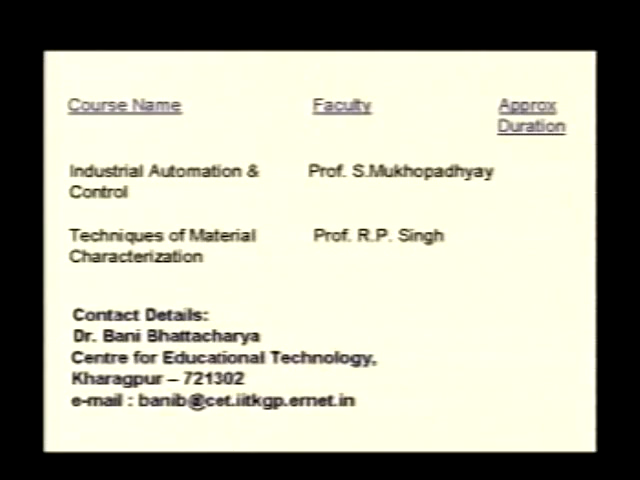 Course Name Faculty Approx
Duration
Industrial Automation & Prof. S.Mukhopadhyay
Control
Techniques of Material Prof. R.P. Singh
Characterization
Contact Details:
Dr. Bani Bhattacharya
Centre for Educational Technology,
Kharagpur – 721302
e-mail : banib@cet.iitkgp.ernet.in